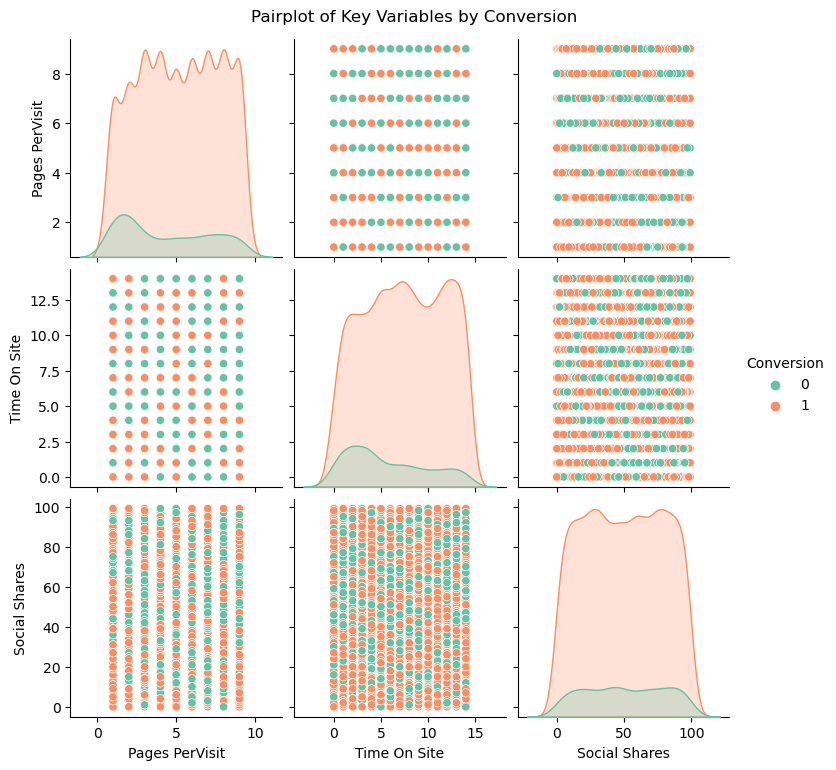 Pairplot of Key Variables by Conversion
Pages PerVisit
8
6
4
2
Time On Site
12.5
10.0
7.5
5.0
2.5
0.0
Social Shares
100
80
60
40
20
0
0 5 10
Pages PerVisit
0 5 10 15
Time On Site
0 50 100
Social Shares
Conversion
0
1